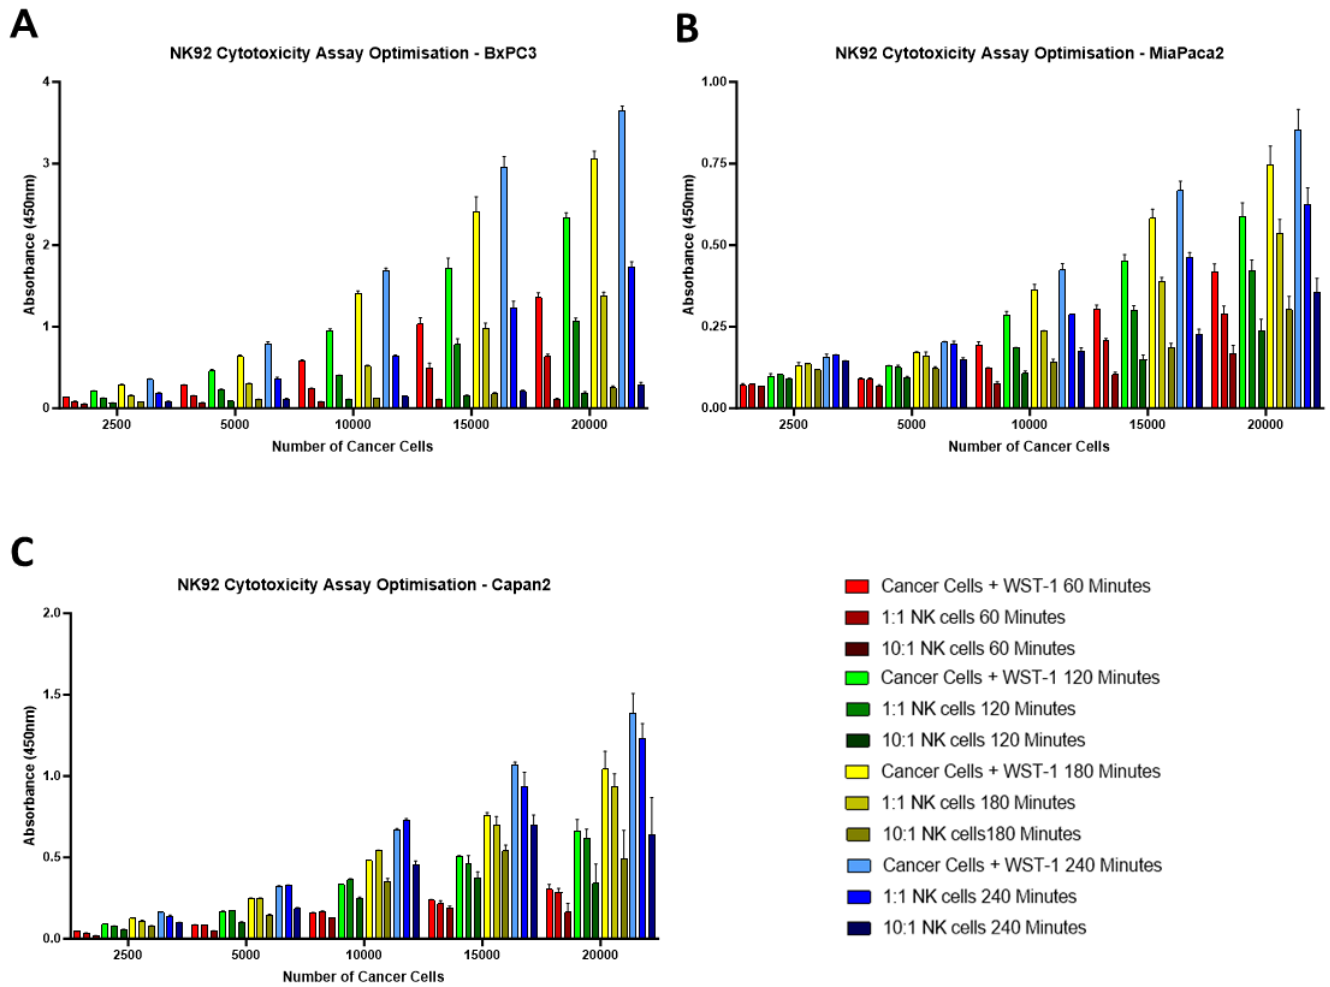 A
NK92 Cytotoxicity Assay Optimisation - BxPC3
4
3
2
1
0
Absorbance (450nm)
2500 5000 10000 15000 20000
Number of Cancer Cells
B
NK92 Cytotoxicity Assay Optimisation - MiaPaca2
1.00
0.75
0.50
0.25
0.00
Absorbance (450nm)
2500 5000 10000 15000 20000
Number of Cancer Cells
C
NK92 Cytotoxicity Assay Optimisation - Capan2
2.0
1.5
1.0
0.5
0.0
Absorbance (450nm)
2500 5000 10000 15000 20000
Number of Cancer Cells
Cancer Cells + WST-1 60 Minutes
1:1 NK cells 60 Minutes
10:1 NK cells 60 Minutes
Cancer Cells + WST-1 120 Minutes
1:1 NK cells 120 Minutes
10:1 NK cells 120 Minutes
Cancer Cells + WST-1 180 Minutes
1:1 NK cells 180 Minutes
10:1 NK cells180 Minutes
Cancer Cells + WST-1 240 Minutes
1:1 NK cells 240 Minutes
10:1 NK cells 240 Minutes